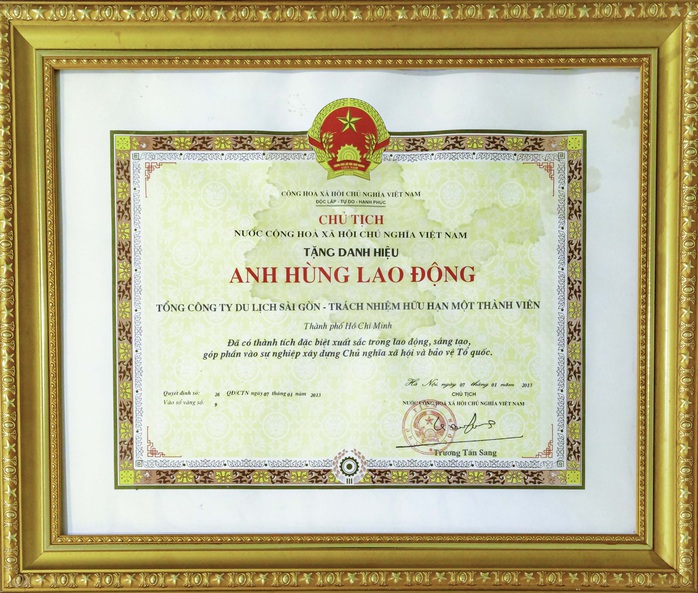 CỘNG HOÀ XÃ HỘI CHỦ NGHĨA VIỆT NAM
ĐỘC LẬP - TỰ DO - HẠNH PHÚC
CHỦ TỊCH
NƯỚC CỘNG HOÀ XÃ HỘI CHỦ NGHĨA VIỆT NAM
TẶNG DANH HIỆU
ANH HÙNG LAO ĐỘNG
TỔNG CÔNG TY DU LỊCH SÀI GÒN - TRÁCH NHIỆM HỮU HẠN MỘT THÀNH VIÊN
Thành phố Hồ Chí Minh
Đã có thành tích đặc biệt xuất sắc trong lao động, sáng tạo,
góp phần vào sự nghiệp xây dựng Chủ nghĩa xã hội và bảo vệ Tổ quốc.
Hà Nội, ngày 07 tháng 01 năm 2013
Quyết định số: 26 QĐ/CTN ngày 07 tháng 01 năm 2013
Vào sổ vàng số: 9
CHỦ TỊCH
NƯỚC CỘNG HOÀ XÃ HỘI CHỦ NGHĨA VIỆT NAM
Trương Tấn Sang